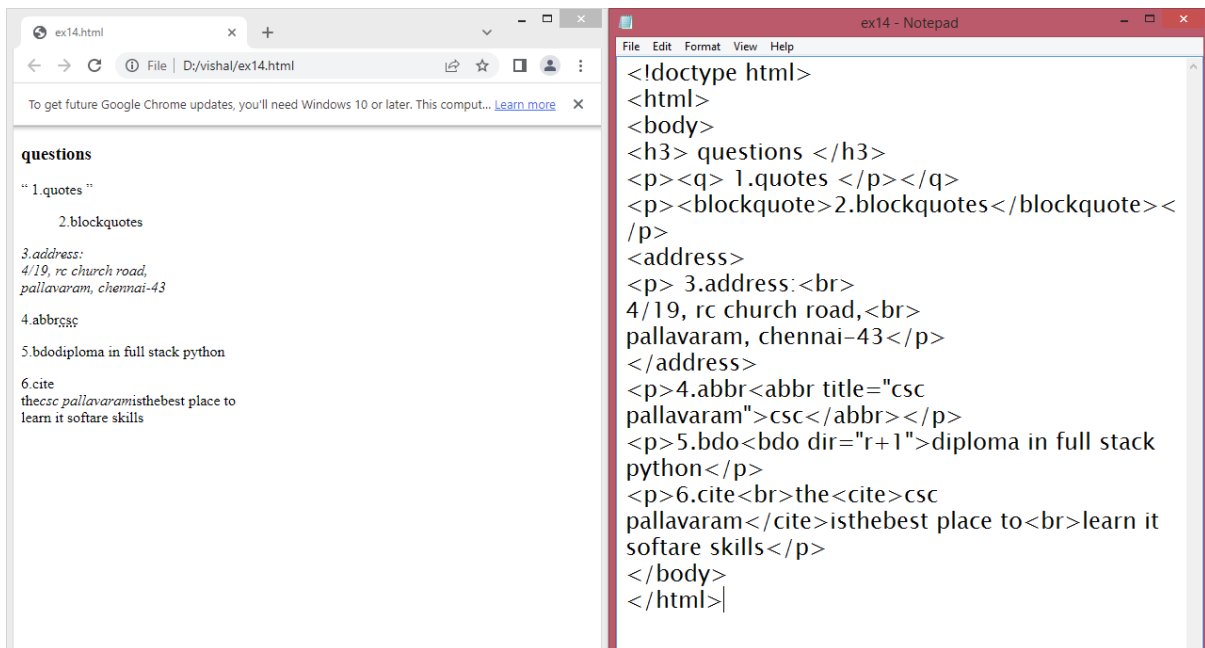 ex14.html
File D:/vishal/ex14.html
To get future Google Chrome updates, you'll need Windows 10 or later. This comput... Learn more
questions
“ 1.quotes ”
2.blockquotes
3.address:
4/19, rc church road,
pallavaram, chennai-43
4.abbrcsc
5.bdodiploma in full stack python
6.cite
thecsc pallavaramisthebest place to
learn it softare skills
ex14 - Notepad
File Edit Format View Help
<!doctype html>
<html>
<body>
<h3> questions </h3>
<p><q> 1.quotes </p></q>
<p><blockquote>2.blockquotes</blockquote><
/p>
<address>
<p> 3.address:<br>
4/19, rc church road,<br>
pallavaram, chennai-43</p>
</address>
<p>4.abbr<abbr title="csc
pallavaram">csc</abbr></p>
<p>5.bdo<bdo dir="r+1">diploma in full stack
python</p>
<p>6.cite<br>the<cite>csc
pallavaram</cite>isthebest place to<br>learn it
softare skills</p>
</body>
</html>